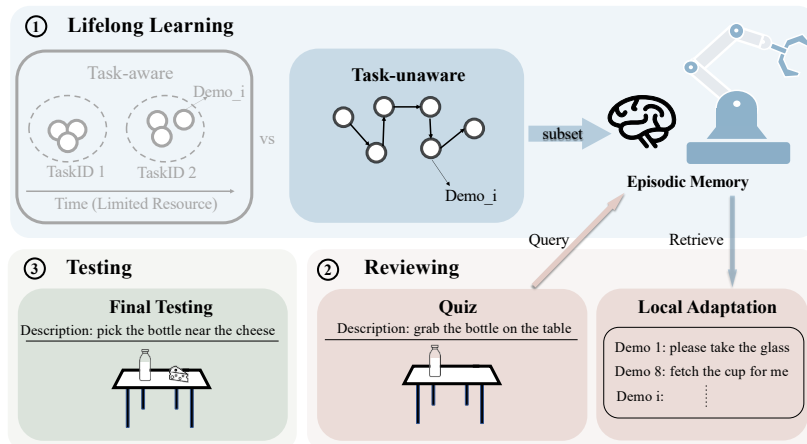 1 Lifelong Learning
Task-aware
Demo_i
TaskID 1
TaskID 2
Time (Limited Resource)
vs
Task-unaware
Demo_i
subset
Episodic Memory
Query
Retrieve
3 Testing
Final Testing
Description: pick the bottle near the cheese
2 Reviewing
Quiz
Description: grab the bottle on the table
Local Adaptation
Demo 1: please take the glass
Demo 8: fetch the cup for me
Demo i: